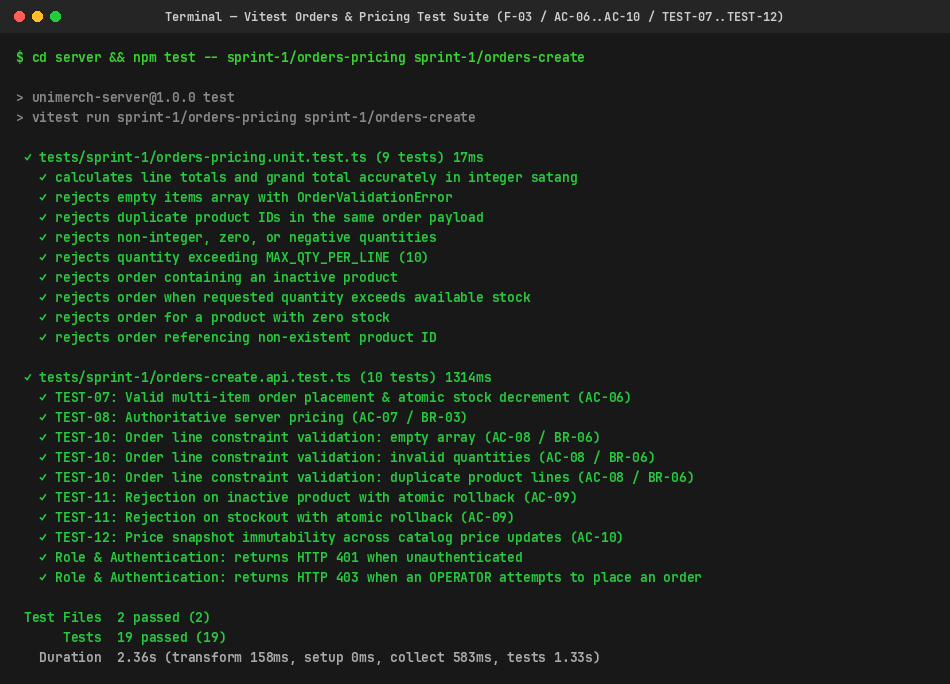 Terminal — Vitest Orders & Pricing Test Suite (F-03 / AC-06..AC-10 / TEST-07..TEST-12)
$ cd server && npm test -- sprint-1/orders-pricing sprint-1/orders-create
> unimerch-server@1.0.0 test
> vitest run sprint-1/orders-pricing sprint-1/orders-create
✓ tests/sprint-1/orders-pricing.unit.test.ts (9 tests) 17ms
✓ calculates line totals and grand total accurately in integer satang
✓ rejects empty items array with OrderValidationError
✓ rejects duplicate product IDs in the same order payload
✓ rejects non-integer, zero, or negative quantities
✓ rejects quantity exceeding MAX_QTY_PER_LINE (10)
✓ rejects order containing an inactive product
✓ rejects order when requested quantity exceeds available stock
✓ rejects order for a product with zero stock
✓ rejects order referencing non-existent product ID
✓ tests/sprint-1/orders-create.api.test.ts (10 tests) 1314ms
✓ TEST-07: Valid multi-item order placement & atomic stock decrement (AC-06)
✓ TEST-08: Authoritative server pricing (AC-07 / BR-03)
✓ TEST-10: Order line constraint validation: empty array (AC-08 / BR-06)
✓ TEST-10: Order line constraint validation: invalid quantities (AC-08 / BR-06)
✓ TEST-10: Order line constraint validation: duplicate product lines (AC-08 / BR-06)
✓ TEST-11: Rejection on inactive product with atomic rollback (AC-09)
✓ TEST-11: Rejection on stockout with atomic rollback (AC-09)
✓ TEST-12: Price snapshot immutability across catalog price updates (AC-10)
✓ Role & Authentication: returns HTTP 401 when unauthenticated
✓ Role & Authentication: returns HTTP 403 when an OPERATOR attempts to place an order
Test Files  2 passed (2)
Tests  19 passed (19)
Duration  2.36s (transform 158ms, setup 0ms, collect 583ms, tests 1.33s)